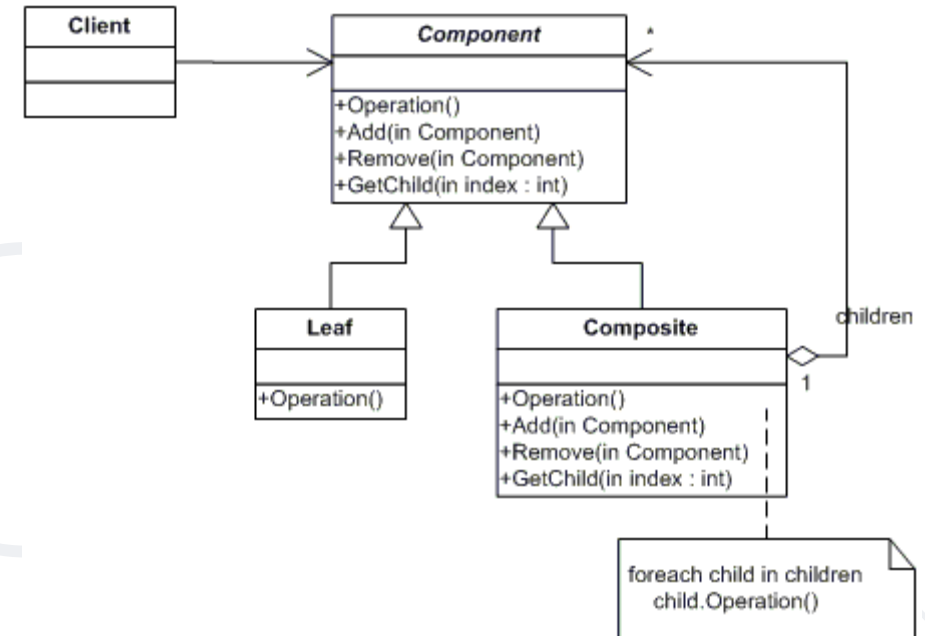 Client
Component
*
+Operation()
+Add(in Component)
+Remove(in Component)
+GetChild(in index : int)
children
Leaf
+Operation()
Composite
1
+Operation()
+Add(in Component)
+Remove(in Component)
+GetChild(in index : int)
foreach child in children
child.Operation()